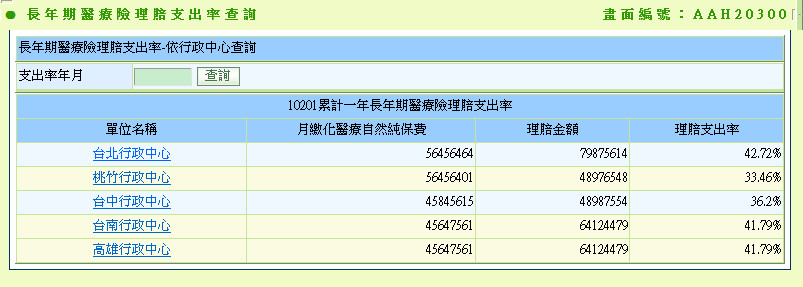 長年期醫療險理賠支出率查詢 畫面編號：AAH20300
長年期醫療險理賠支出率-依行政中心查詢
支出率年月 查詢
10201累計一年長年期醫療險理賠支出率
單位名稱 月繳化醫療自然純保費 理賠金額 理賠支出率
台北行政中心 56456464 79875614 42.72%
桃竹行政中心 56456401 48976548 33.46%
台中行政中心 45845615 48987554 36.2%
台南行政中心 45647561 64124479 41.79%
高雄行政中心 45647561 64124479 41.79%